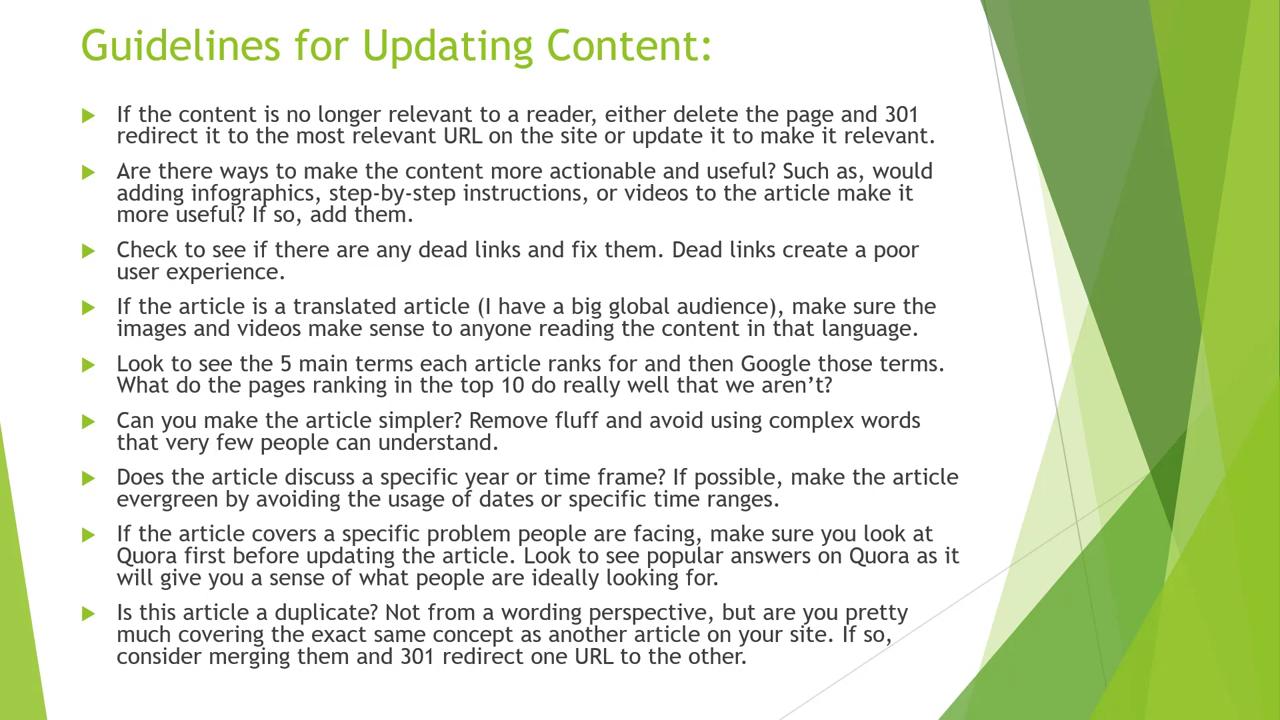 Guidelines for Updating Content:
If the content is no longer relevant to a reader, either delete the page and 301
redirect it to the most relevant URL on the site or update it to make it relevant.
Are there ways to make the content more actionable and useful? Such as, would
adding infographics, step-by-step instructions, or videos to the article make it
more useful? If so, add them.
Check to see if there are any dead links and fix them. Dead links create a poor
user experience.
If the article is a translated article (I have a big global audience), make sure the
images and videos make sense to anyone reading the content in that language.
Look to see the 5 main terms each article ranks for and then Google those terms.
What do the pages ranking in the top 10 do really well that we aren’t?
Can you make the article simpler? Remove fluff and avoid using complex words
that very few people can understand.
Does the article discuss a specific year or time frame? If possible, make the article
evergreen by avoiding the usage of dates or specific time ranges.
If the article covers a specific problem people are facing, make sure you look at
Quora first before updating the article. Look to see popular answers on Quora as it
will give you a sense of what people are ideally looking for.
Is this article a duplicate? Not from a wording perspective, but are you pretty
much covering the exact same concept as another article on your site. If so,
consider merging them and 301 redirect one URL to the other.